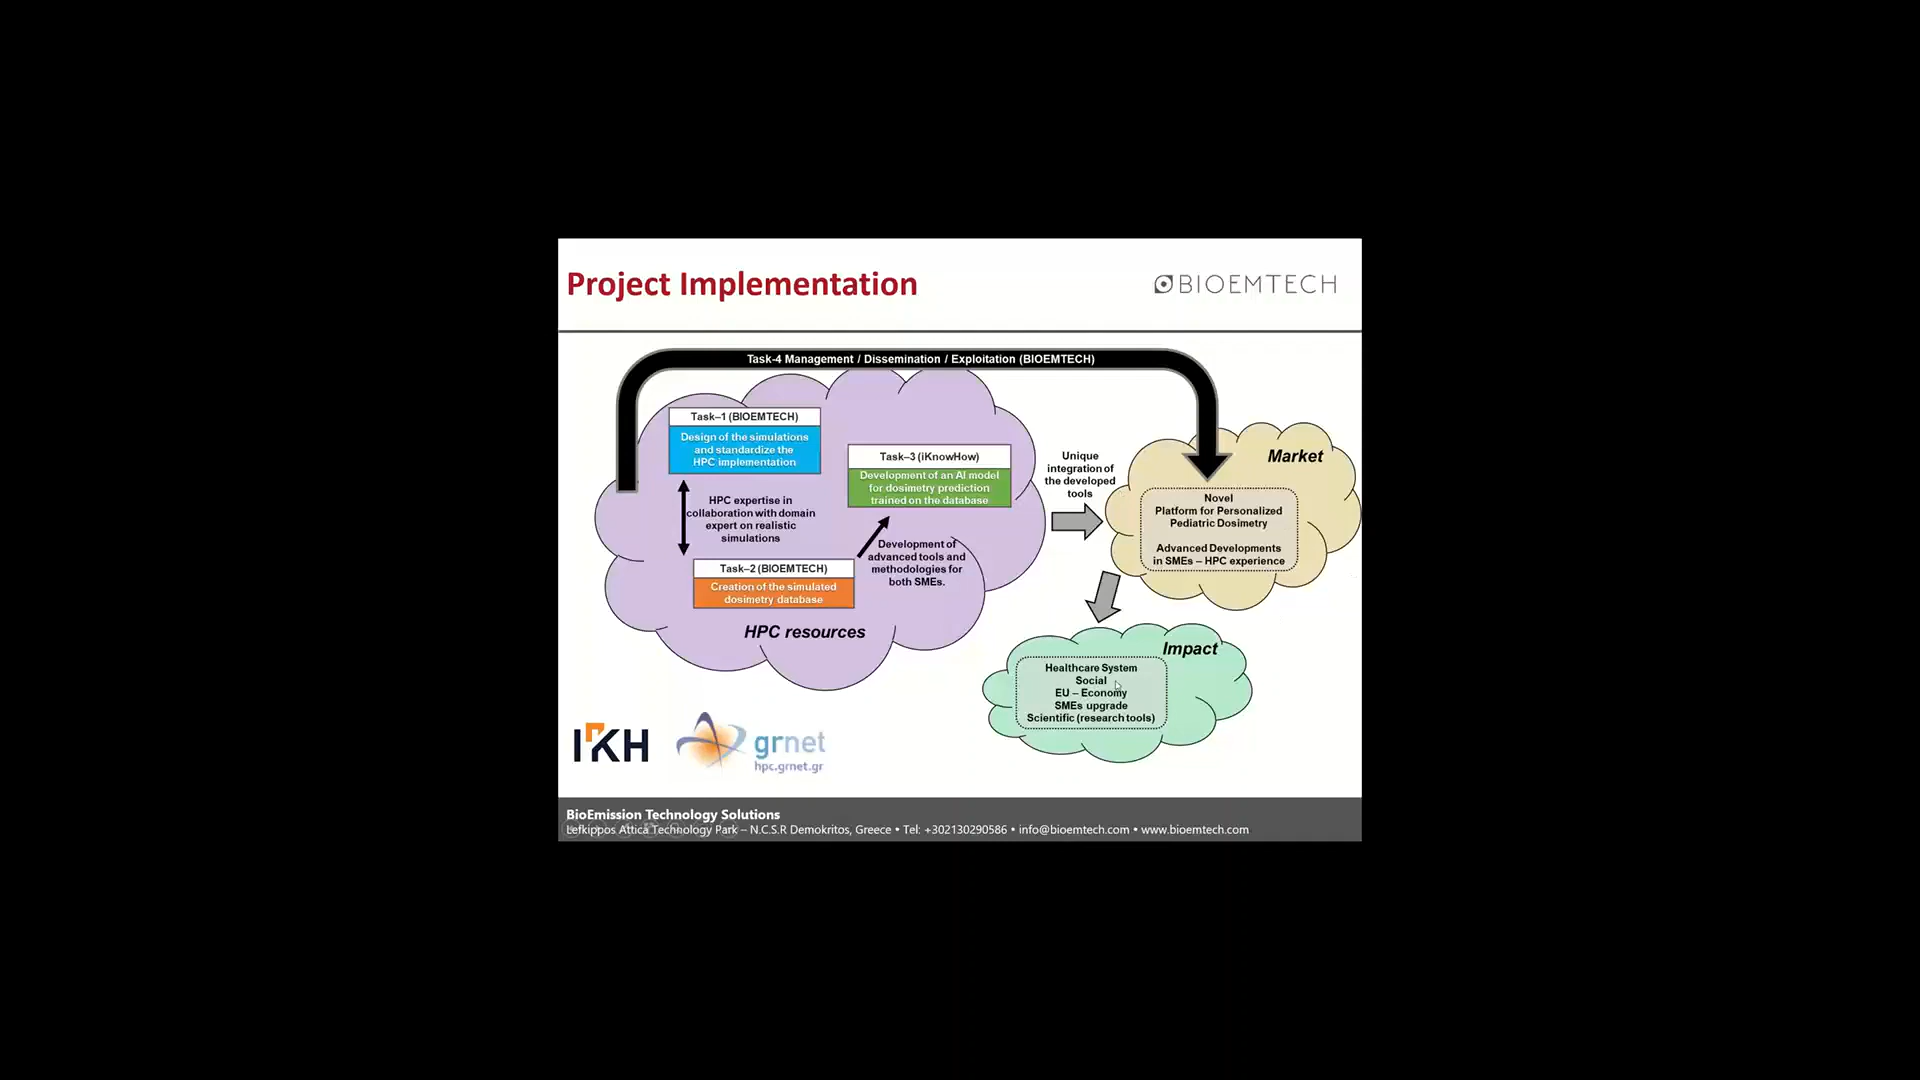 Project Implementation
BIOEMTECH
Task-4 Management / Dissemination / Exploitation (BIOEMTECH)
Task–1 (BIOEMTECH)
Design of the simulations
and standardize the
HPC implementation
HPC expertise in
collaboration with domain
expert on realistic
simulations
Task–2 (BIOEMTECH)
Creation of the simulated
dosimetry database
Task–3 (iKnowHow)
Development of an AI model
for dosimetry prediction
trained on the database
Development of
advanced tools and
methodologies for
both SMEs.
HPC resources
Unique
integration of
the developed
tools
Market
Novel
Platform for Personalized
Pediatric Dosimetry
Advanced Developments
in SMEs – HPC experience
Impact
Healthcare System
Social
EU – Economy
SMEs upgrade
Scientific (research tools)
IKH
grnet
hpc.grnet.gr
BioEmission Technology Solutions
Lefkippos Attica Technology Park – N.C.S.R Demokritos, Greece • Tel: +302130290586 • info@bioemtech.com • www.bioemtech.com